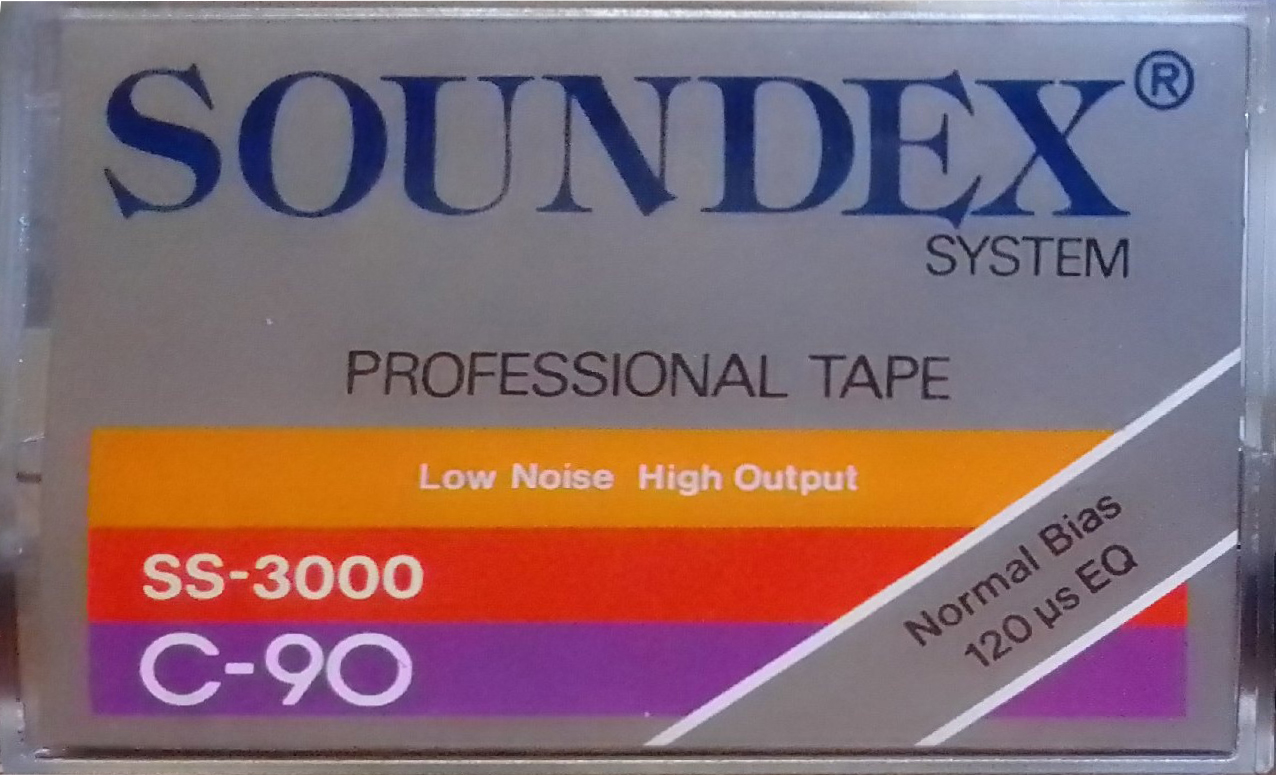 SOUNDEX®
SYSTEM
PROFESSIONAL TAPE
Low Noise High Output
SS-3000
C-90
Normal Bias
120 µs EQ